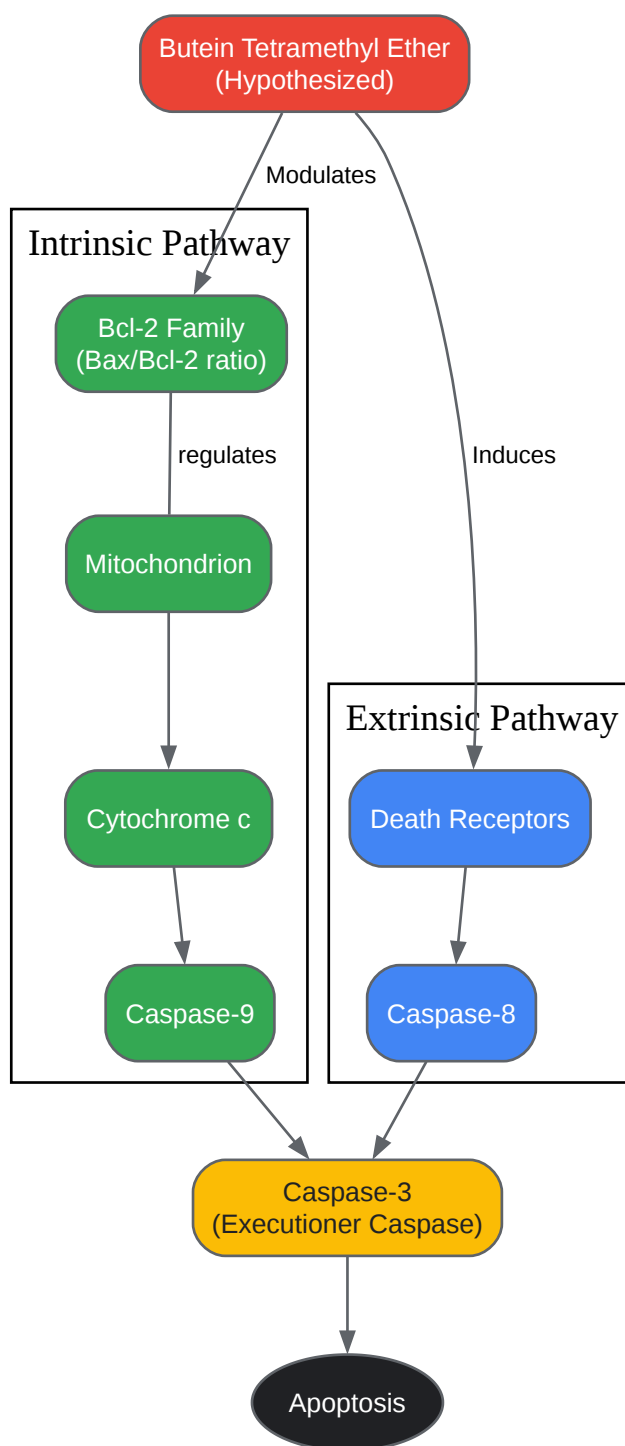 Butein Tetramethyl Ether
(Hypothesized)
Modulates
Intrinsic Pathway
Bcl-2 Family
(Bax/Bcl-2 ratio)
regulates
Induces
Mitochondrion
Extrinsic Pathway
Cytochrome c
Death Receptors
Caspase-9
Caspase-8
Caspase-3
(Executioner Caspase)
Apoptosis